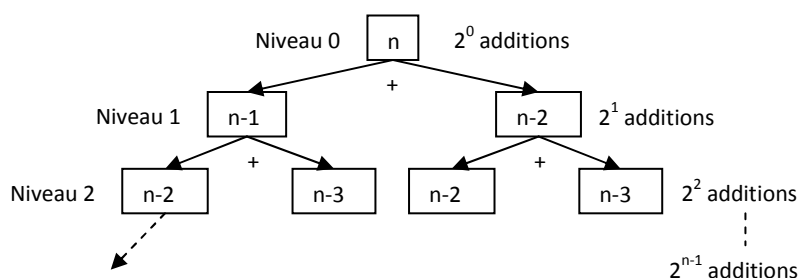 Niveau 0 n 2⁰ additions
+
Niveau 1 n-1 n-2 2¹ additions
+ +
Niveau 2 n-2 n-3 n-2 n-3 2² additions
2ⁿ⁻¹ additions